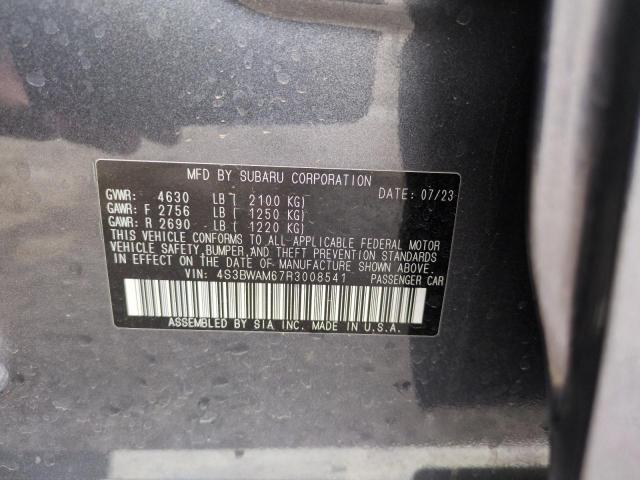 MFD BY SUBARU CORPORATION
GVWR: 4630 LB ( 2100 KG) DATE: 07/23
GAWR: F 2756 LB ( 1250 KG)
GAWR: R 2690 LB ( 1220 KG)
THIS VEHICLE CONFORMS TO ALL APPLICABLE FEDERAL MOTOR
VEHICLE SAFETY,BUMPER,AND THEFT PREVENTION STANDARDS
IN EFFECT ON THE DATE OF MANUFACTURE SHOWN ABOVE.
VIN: 4S3BWAM67R3008541 PASSENGER CAR
ASSEMBLED BY SIA INC. MADE IN U.S.A.